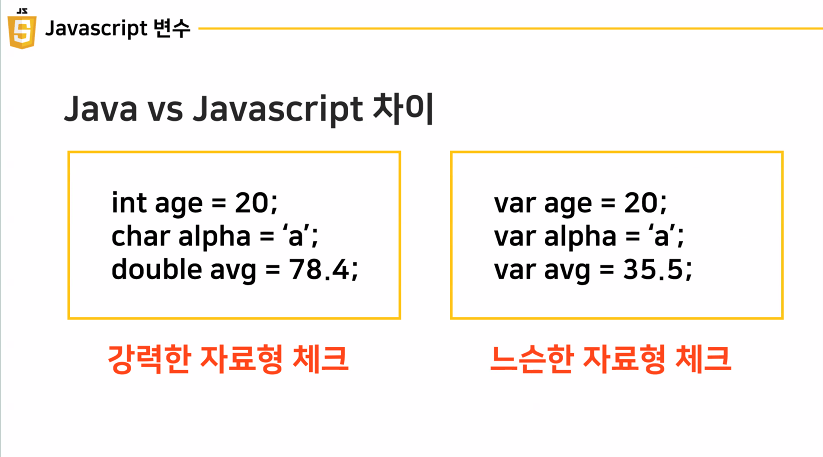 JS
5
Javascript 변수
Java vs Javascript 차이
int age = 20;
char alpha = ‘a’;
double avg = 78.4;
var age = 20;
var alpha = ‘a’;
var avg = 35.5;
강력한 자료형 체크
느슨한 자료형 체크